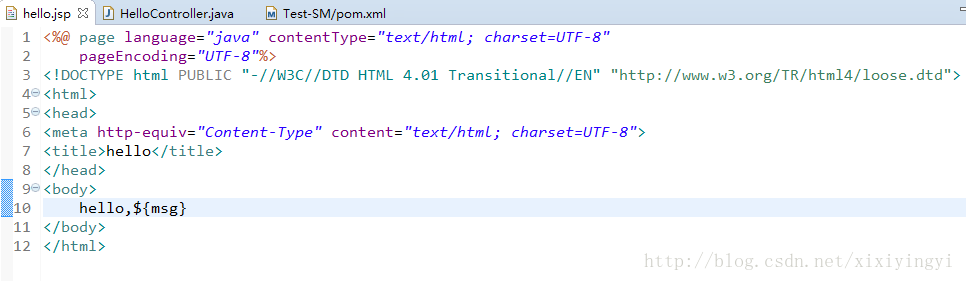 hello.jsp HelloController.java Test-SM/pom.xml
1 <%@ page language="java" contentType="text/html; charset=UTF-8"
2     pageEncoding="UTF-8"%>
3 <!DOCTYPE html PUBLIC "-//W3C//DTD HTML 4.01 Transitional//EN" "http://www.w3.org/TR/html4/loose.dtd">
4 <html>
5 <head>
6 <meta http-equiv="Content-Type" content="text/html; charset=UTF-8">
7 <title>hello</title>
8 </head>
9 <body>
10     hello,${msg}
11 </body>
12 </html>
http://blog.csdn.net/xixiyingyi